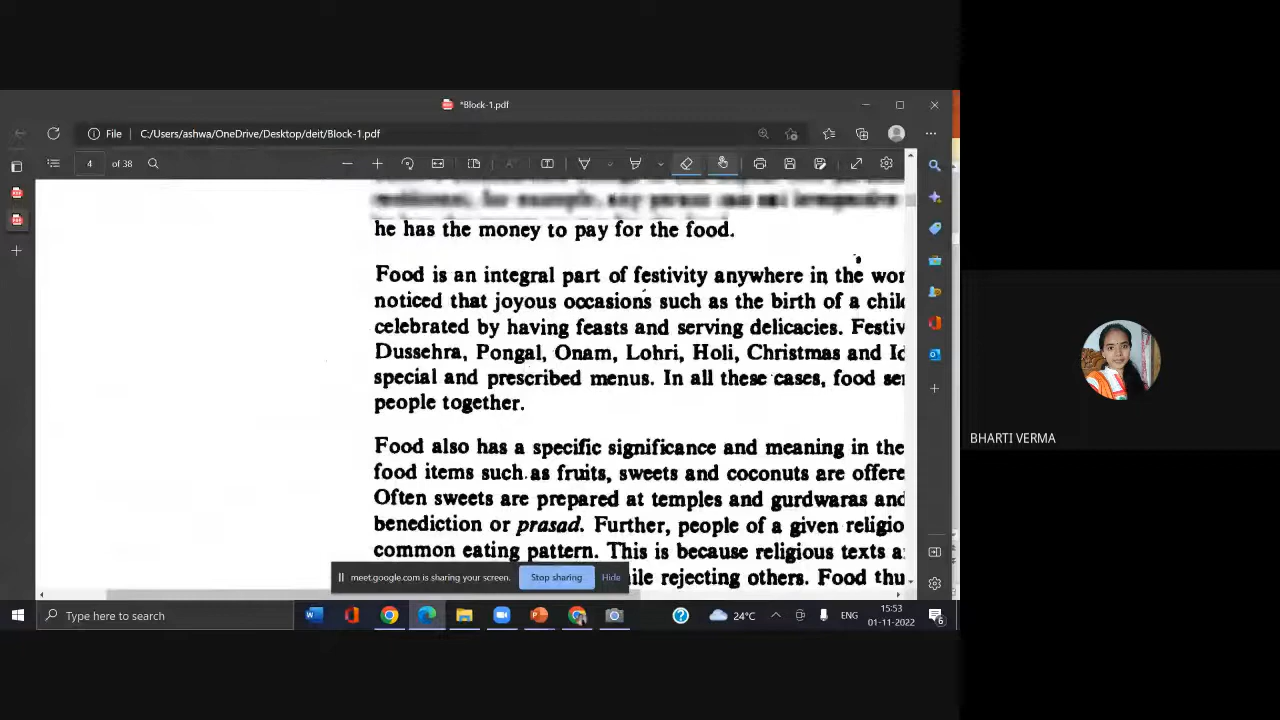 *Block-1.pdf
File C:/Users/ashwa/OneDrive/Desktop/deit/Block-1.pdf
4 of 38
he has the money to pay for the food.
Food is an integral part of festivity anywhere in the wor
noticed that joyous occasions such as the birth of a chil
celebrated by having feasts and serving delicacies. Festiv
Dussehra, Pongal, Onam, Lohri, Holi, Christmas and Id
special and prescribed menus. In all these cases, food ser
people together.
Food also has a specific significance and meaning in the
food items such as fruits, sweets and coconuts are offere
Often sweets are prepared at temples and gurdwaras and
benediction or prasad. Further, people of a given religio
common eating pattern. This is because religious texts a
ile rejecting others. Food thu
meet.google.com is sharing your screen. Stop sharing Hide
BHARTI VERMA
Type here to search
24°C ENG 15:53
01-11-2022
6